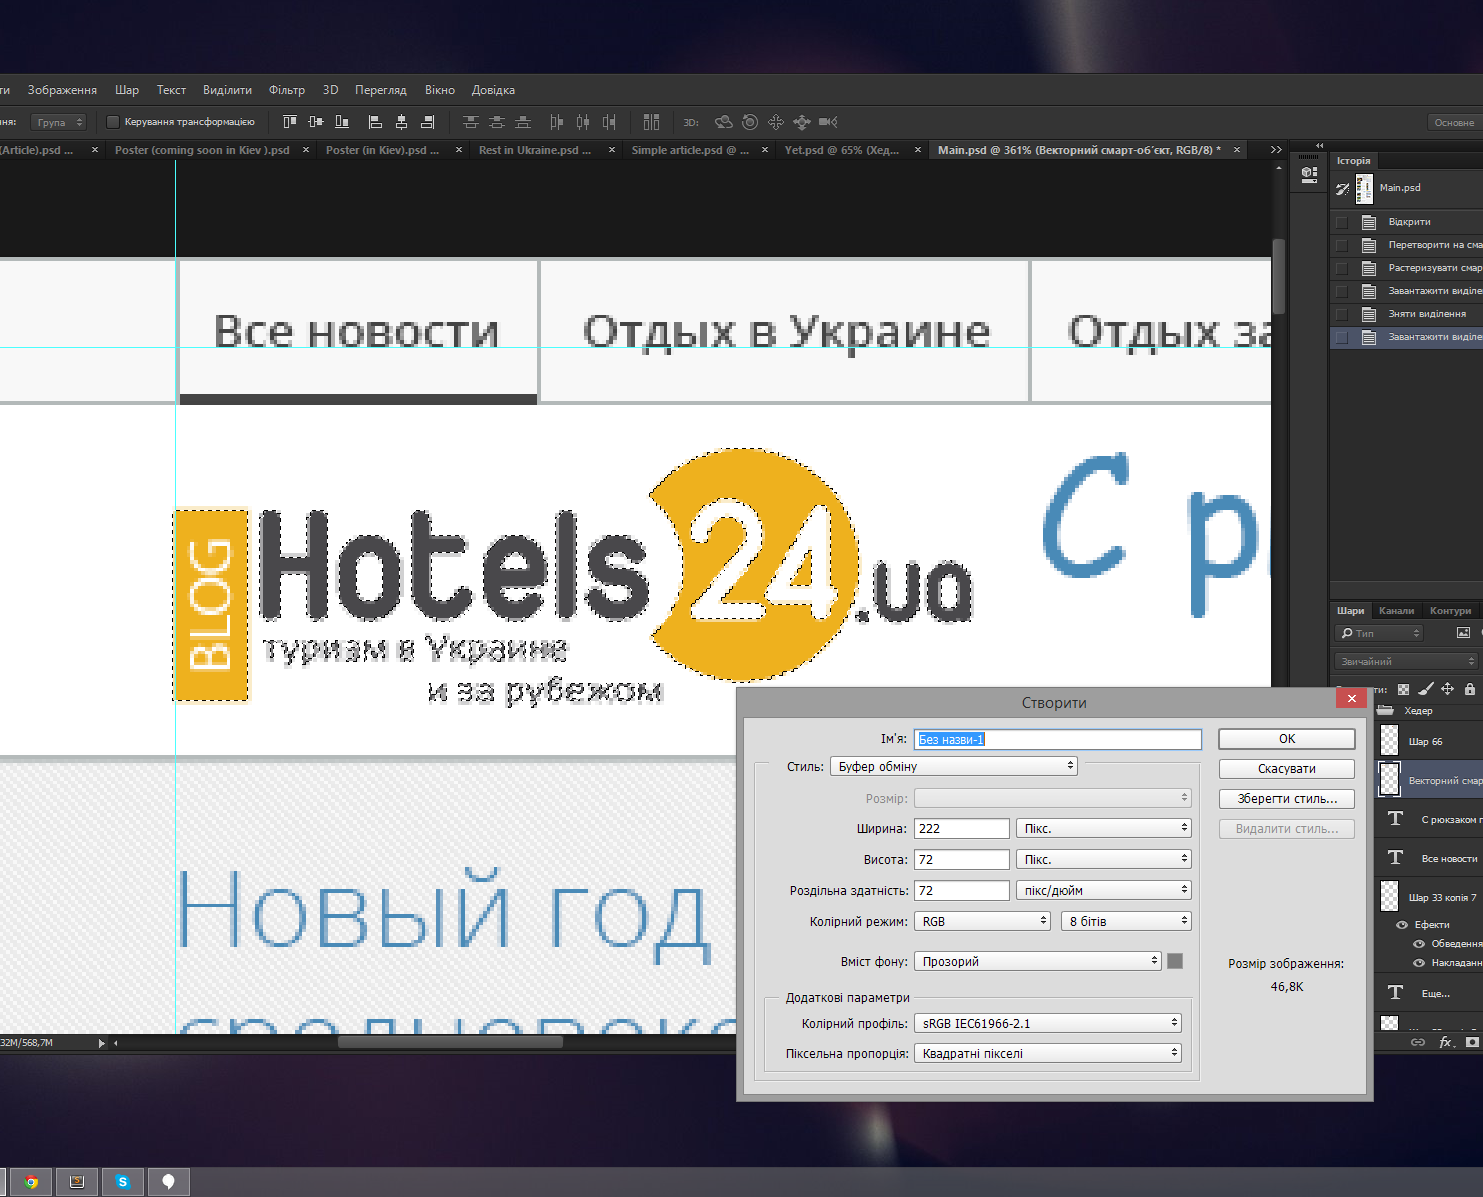 ти Зображення Шар Текст Виділити Фільтр 3D Перегляд Вікно Довідка
ня: Група Керування трансформацією 3D: Основне
(Article).psd ... × Poster (coming soon in Kiev ).psd × Poster (in Kiev).psd ... × Rest in Ukraine.psd ... × Simple article.psd @ ... × Yet.psd @ 65% (Хед... × Main.psd @ 361% (Векторний смарт-об´єкт, RGB/8) * ×
Історія
Main.psd
Відкрити
Перетворити на сма
Растеризувати смар
Завантажити виділе
Зняти виділення
Завантажити виділе
Все новости Отдых в Украине Отдых за
С р
BLOG
Hotels 24 .ua
туризм в Украине
и за рубежом
Новый год
Шари Канали Контури
Тип
Звичайний
ти:
Хедер
Шар 66
Векторний смар
T С рюкзаком г
T Все новости
Шар 33 копія 7
Ефекти
Обведення
Накладанн
T Еще...
fx
32M/568,7M
Створити
Ім'я: Без назви-1
OK
Стиль: Буфер обміну
Скасувати
Розмір:
Зберегти стиль...
Ширина: 222 Пікс.
Видалити стиль...
Висота: 72 Пікс.
Роздільна здатність: 72 пікс/дюйм
Колірний режим: RGB 8 бітів
Вміст фону: Прозорий
Розмір зображення:
46,8K
Додаткові параметри
Колірний профіль: sRGB IEC61966-2.1
Піксельна пропорція: Квадратні пікселі